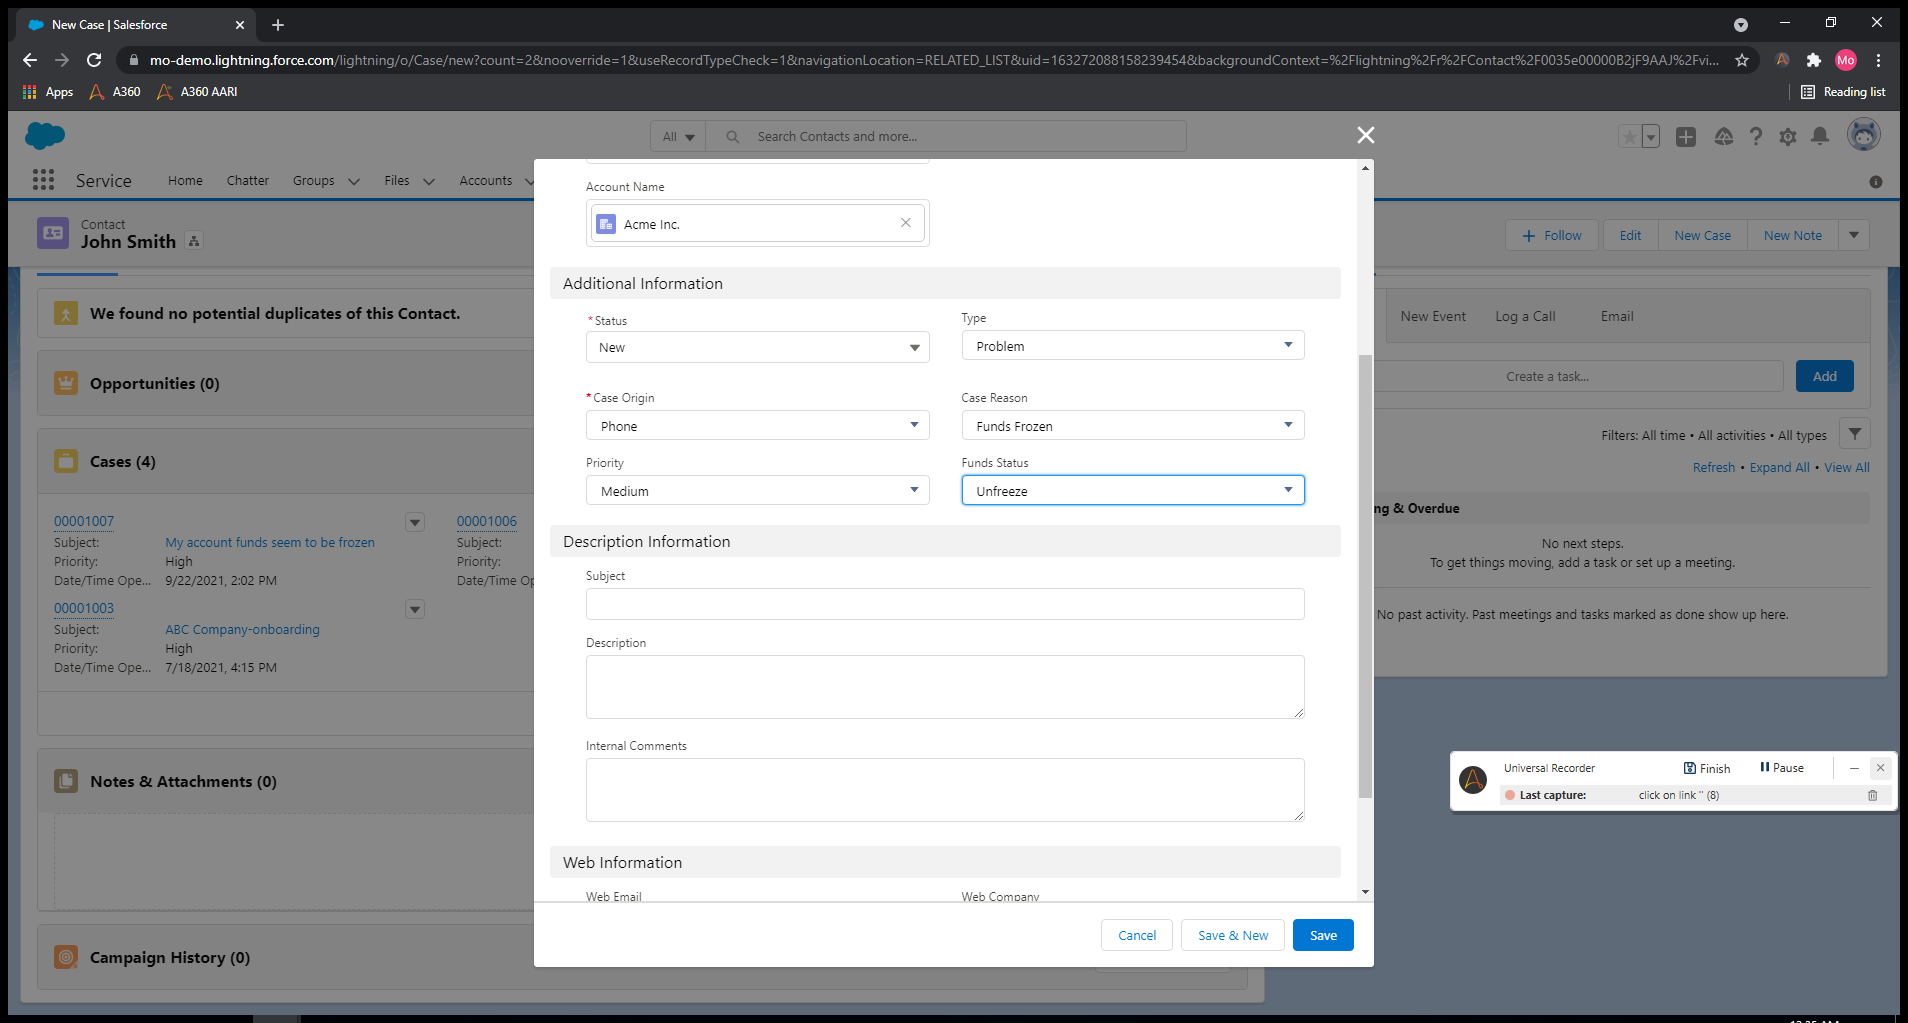 New Case | Salesforce
mo-demo.lightning.force.com/lightning/o/Case/new?count=2&nooverride=1&useRecordTypeCheck=1&navigationLocation=RELATED_LIST&uid=163272088158239454&backgroundContext=%2Flightning%2Fr%2FContact%2F0035e00000B2jF9AAJ%2Fvi...
Mo
Apps A360 A360 AARI Reading list
All Search Contacts and more...
Service Home Chatter Groups Files Accounts
Contact
John Smith
Follow Edit New Case New Note
We found no potential duplicates of this Contact.
Opportunities (0)
Cases (4)
00001007
Subject: My account funds seem to be frozen
Priority: High
Date/Time Ope... 9/22/2021, 2:02 PM
00001006
Subject:
Priority:
Date/Time Op
00001003
Subject: ABC Company-onboarding
Priority: High
Date/Time Ope... 7/18/2021, 4:15 PM
Notes & Attachments (0)
Campaign History (0)
Account Name
Acme Inc.
Additional Information
*Status
New
Type
Problem
*Case Origin
Phone
Case Reason
Funds Frozen
Priority
Medium
Funds Status
Unfreeze
Description Information
Subject
Description
Internal Comments
Web Information
Web Email Web Company
Cancel Save & New Save
New Event Log a Call Email
Create a task... Add
Filters: All time • All activities • All types
Refresh • Expand All • View All
ng & Overdue
No next steps.
To get things moving, add a task or set up a meeting.
No past activity. Past meetings and tasks marked as done show up here.
Universal Recorder Finish Pause
Last capture: click on link '' (8)